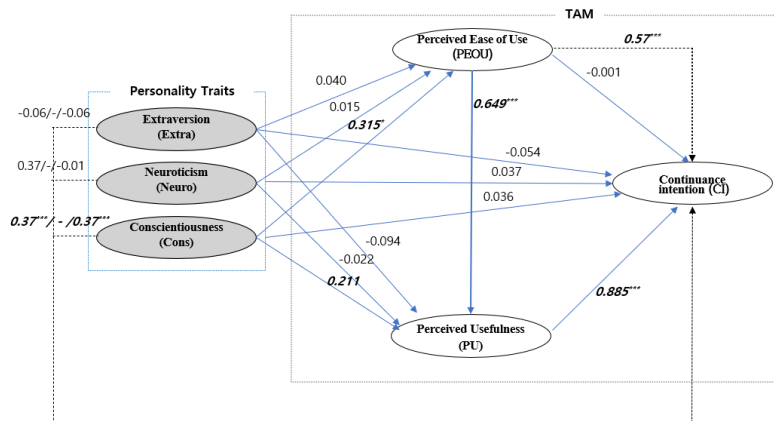 TAM
Perceived Ease of Use
(PEOU)
0.57***
-0.001
0.040
Personality Traits
0.015
0.649***
-0.06/-/-0.06
Extraversion
(Extra)
0.315*
-0.054
0.37/-/-0.01
Neuroticism
(Neuro)
0.037
Continuance
intention (CI)
0.036
0.37***/ - /0.37***
Conscientiousness
(Cons)
-0.094
-0.022
0.211
0.885***
Perceived Usefulness
(PU)